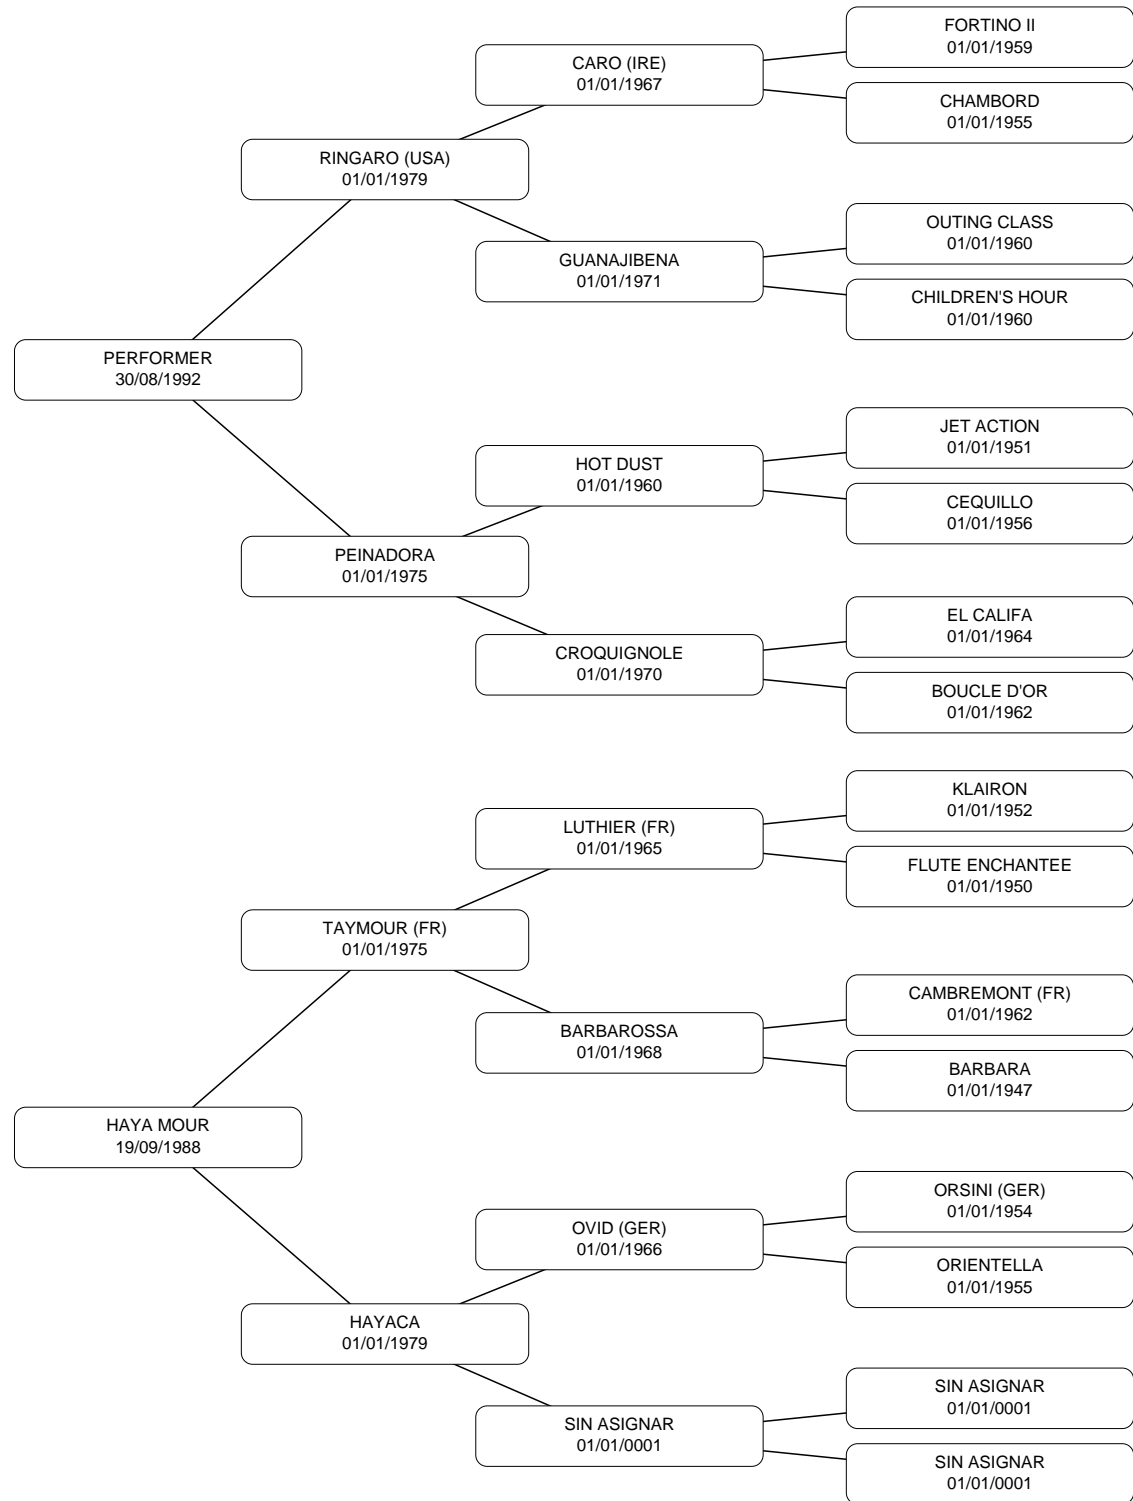 FORTINO II
01/01/1959
CARO (IRE)
01/01/1967
CHAMBORD
01/01/1955
RINGARO (USA)
01/01/1979
OUTING CLASS
01/01/1960
GUANAJIBENA
01/01/1971
CHILDREN'S HOUR
01/01/1960
PERFORMER
30/08/1992
JET ACTION
01/01/1951
HOT DUST
01/01/1960
CEQUILLO
01/01/1956
PEINADORA
01/01/1975
EL CALIFA
01/01/1964
CROQUIGNOLE
01/01/1970
BOUCLE D'OR
01/01/1962
KLAIRON
01/01/1952
LUTHIER (FR)
01/01/1965
FLUTE ENCHANTEE
01/01/1950
TAYMOUR (FR)
01/01/1975
CAMBREMONT (FR)
01/01/1962
BARBAROSSA
01/01/1968
BARBARA
01/01/1947
HAYA MOUR
19/09/1988
ORSINI (GER)
01/01/1954
OVID (GER)
01/01/1966
ORIENTELLA
01/01/1955
HAYACA
01/01/1979
SIN ASIGNAR
01/01/0001
SIN ASIGNAR
01/01/0001
SIN ASIGNAR
01/01/0001